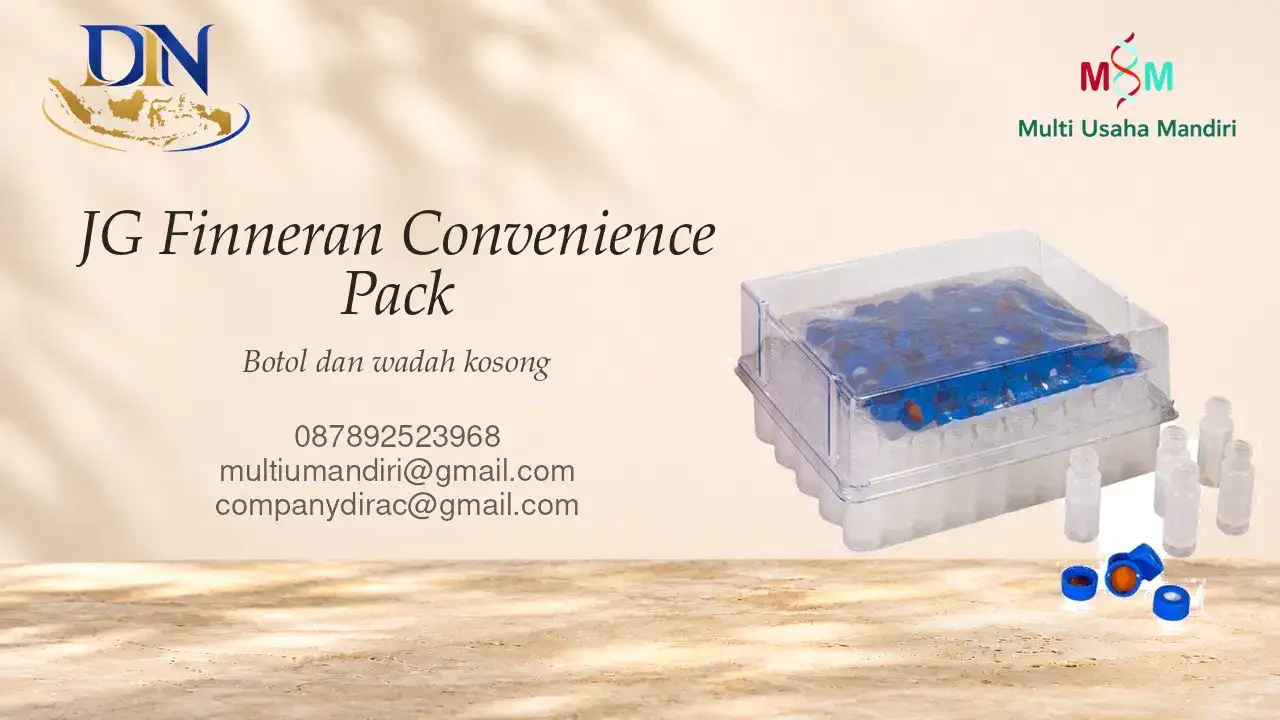 DIN
MSM
Multi Usaha Mandiri
JG Finneran Convenience
Pack
Botol dan wadah kosong
087892523968
multiumandiri@gmail.com
companydirac@gmail.com